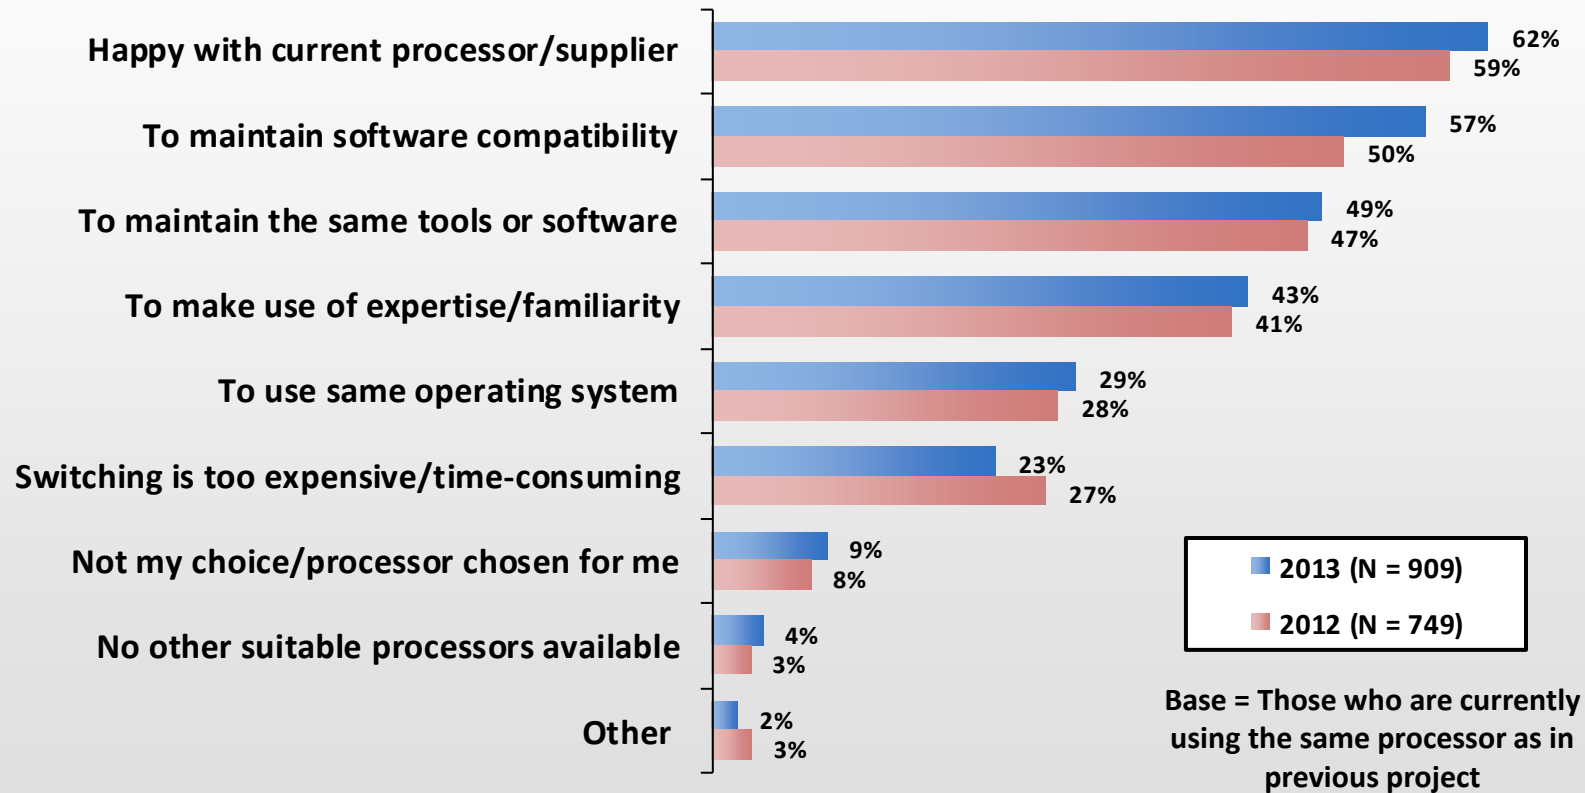 Happy with current processor/supplier
62%
59%
To maintain software compatibility
57%
50%
To maintain the same tools or software
49%
47%
To make use of expertise/familiarity
43%
41%
To use same operating system
29%
28%
Switching is too expensive/time-consuming
23%
27%
Not my choice/processor chosen for me
9%
8%
No other suitable processors available
4%
3%
Other
2%
3%
2013 (N = 909)
2012 (N = 749)
Base = Those who are currently
using the same processor as in
previous project